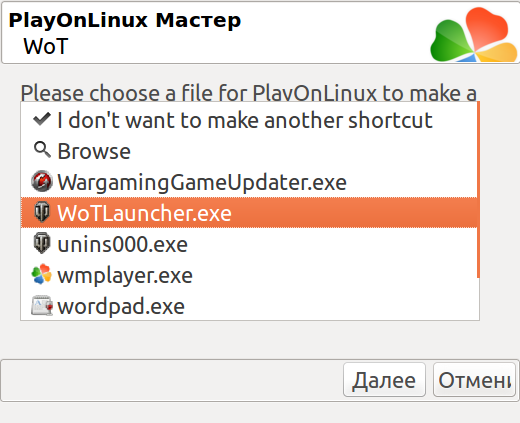 PlayOnLinux Мастер
WoT
Please choose a file for PlayOnLinux to make a
I don't want to make another shortcut
Browse
WargamingGameUpdater.exe
WoTLauncher.exe
unins000.exe
wmplayer.exe
wordpad.exe
Далее Отмени